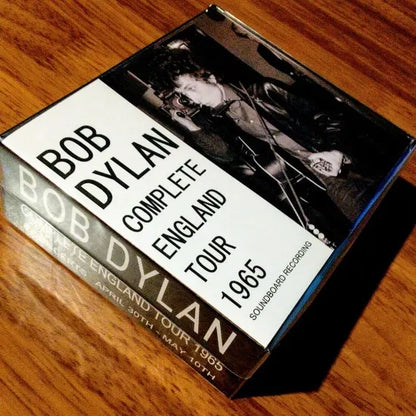 BOB
DYLAN
COMPLETE
ENGLAND
TOUR
1965
SOUNDBOARD RECORDING
BOB DYLAN
COMPLETE ENGLAND TOUR 1965
APRIL 30TH - MAY 10TH